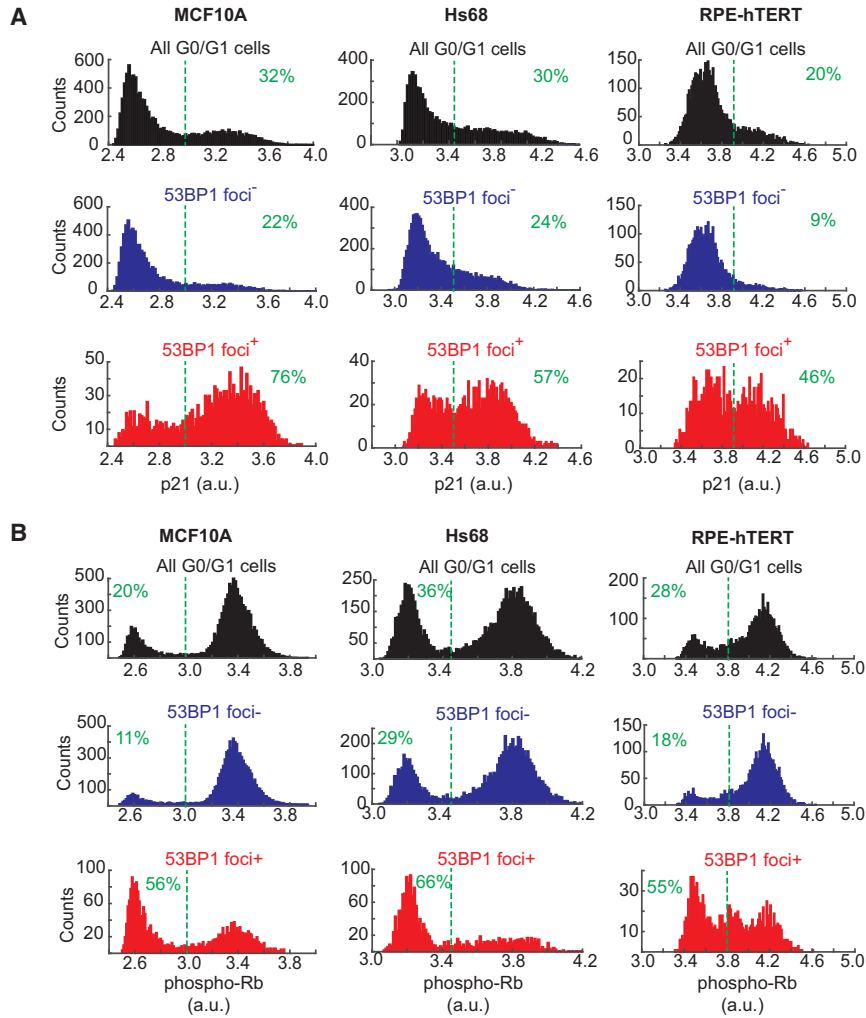 A
MCF10A Hs68 RPE-hTERT
All G0/G1 cells All G0/G1 cells All G0/G1 cells
32% 30% 20%
Counts
600 400 200 0
2.4 2.8 3.2 3.6 4.0
400 200 0
3.0 3.4 3.8 4.2 4.6
150 100 50 0
3.0 3.4 3.8 4.2 4.6 5.0
53BP1 foci⁻ 53BP1 foci⁻ 53BP1 foci⁻
22% 24% 9%
Counts
600 400 200 0
2.4 2.8 3.2 3.6 4.0
400 200 0
3.0 3.4 3.8 4.2 4.6
150 100 50 0
3.0 3.4 3.8 4.2 4.6 5.0
53BP1 foci⁺ 53BP1 foci⁺ 53BP1 foci⁺
76% 57% 46%
Counts
50 30 10
2.4 2.8 3.2 3.6 4.0
40 20 0
3.0 3.4 3.8 4.2 4.6
20 10 0
3.0 3.4 3.8 4.2 4.6 5.0
p21 (a.u.) p21 (a.u.) p21 (a.u.)
B
MCF10A Hs68 RPE-hTERT
All G0/G1 cells All G0/G1 cells All G0/G1 cells
20% 36% 28%
Counts
500 300 100
2.6 3.0 3.4 3.8
250 150 50 0
3.0 3.4 3.8 4.2
200 100 0
3.0 3.4 3.8 4.2 5.0
53BP1 foci- 53BP1 foci- 53BP1 foci-
11% 29% 18%
Counts
500 300 100
2.6 3.0 3.4 3.8
200 100 0
3.0 3.4 3.8 4.2
150 100 50 0
3.0 3.4 3.8 4.2 5.0
53BP1 foci+ 53BP1 foci+ 53BP1 foci+
56% 66% 55%
Counts
100 60 20
2.6 3.0 3.4 3.8
100 60 20 0
3.0 3.4 3.8 4.2
30 10 0
3.0 3.4 3.8 4.2 5.0
phospho-Rb phospho-Rb phospho-Rb
(a.u.) (a.u.) (a.u.)